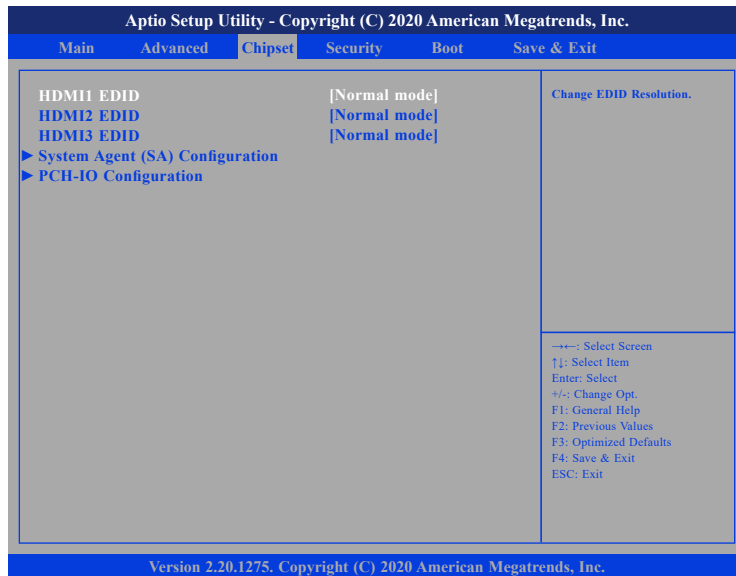 Aptio Setup Utility - Copyright (C) 2020 American Megatrends, Inc.
Main Advanced Chipset Security Boot Save & Exit
HDMI1 EDID [Normal mode]
HDMI2 EDID [Normal mode]
HDMI3 EDID [Normal mode]
► System Agent (SA) Configuration
► PCH-IO Configuration
Change EDID Resolution.
→←: Select Screen
↑↓: Select Item
Enter: Select
+/-: Change Opt.
F1: General Help
F2: Previous Values
F3: Optimized Defaults
F4: Save & Exit
ESC: Exit
Version 2.20.1275. Copyright (C) 2020 American Megatrends, Inc.